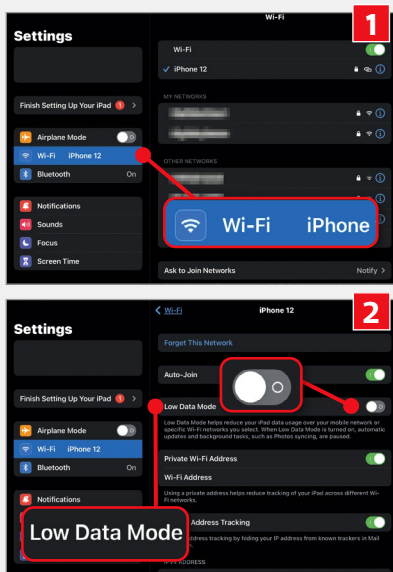 Wi-Fi
1
Settings
Wi-Fi
iPhone 12
MY NETWORKS
Finish Setting Up Your iPad 1
Airplane Mode
Wi-Fi iPhone 12
OTHER NETWORKS
Bluetooth On
Notifications
Sounds
Wi-Fi iPhone
Focus
Screen Time
Ask to Join Networks Notify
2
Wi-Fi iPhone 12
Settings
Forget This Network
Auto-Join
Finish Setting Up Your iPad 1
Low Data Mode
Low Data Mode helps reduce your iPad data usage over your mobile network or
specific Wi-Fi networks you select. When Low Data Mode is turned on, automatic
updates and background tasks, such as Photos syncing, are paused.
Airplane Mode
Wi-Fi iPhone 12
Private Wi-Fi Address
Bluetooth On
Wi-Fi Address
Using a private address helps reduce tracking of your iPad across different Wi-
Fi networks.
Notifications
Low Data Mode
Address Tracking
address tracking by hiding your IP address from known trackers in Mail
IPV4 ADDRESS